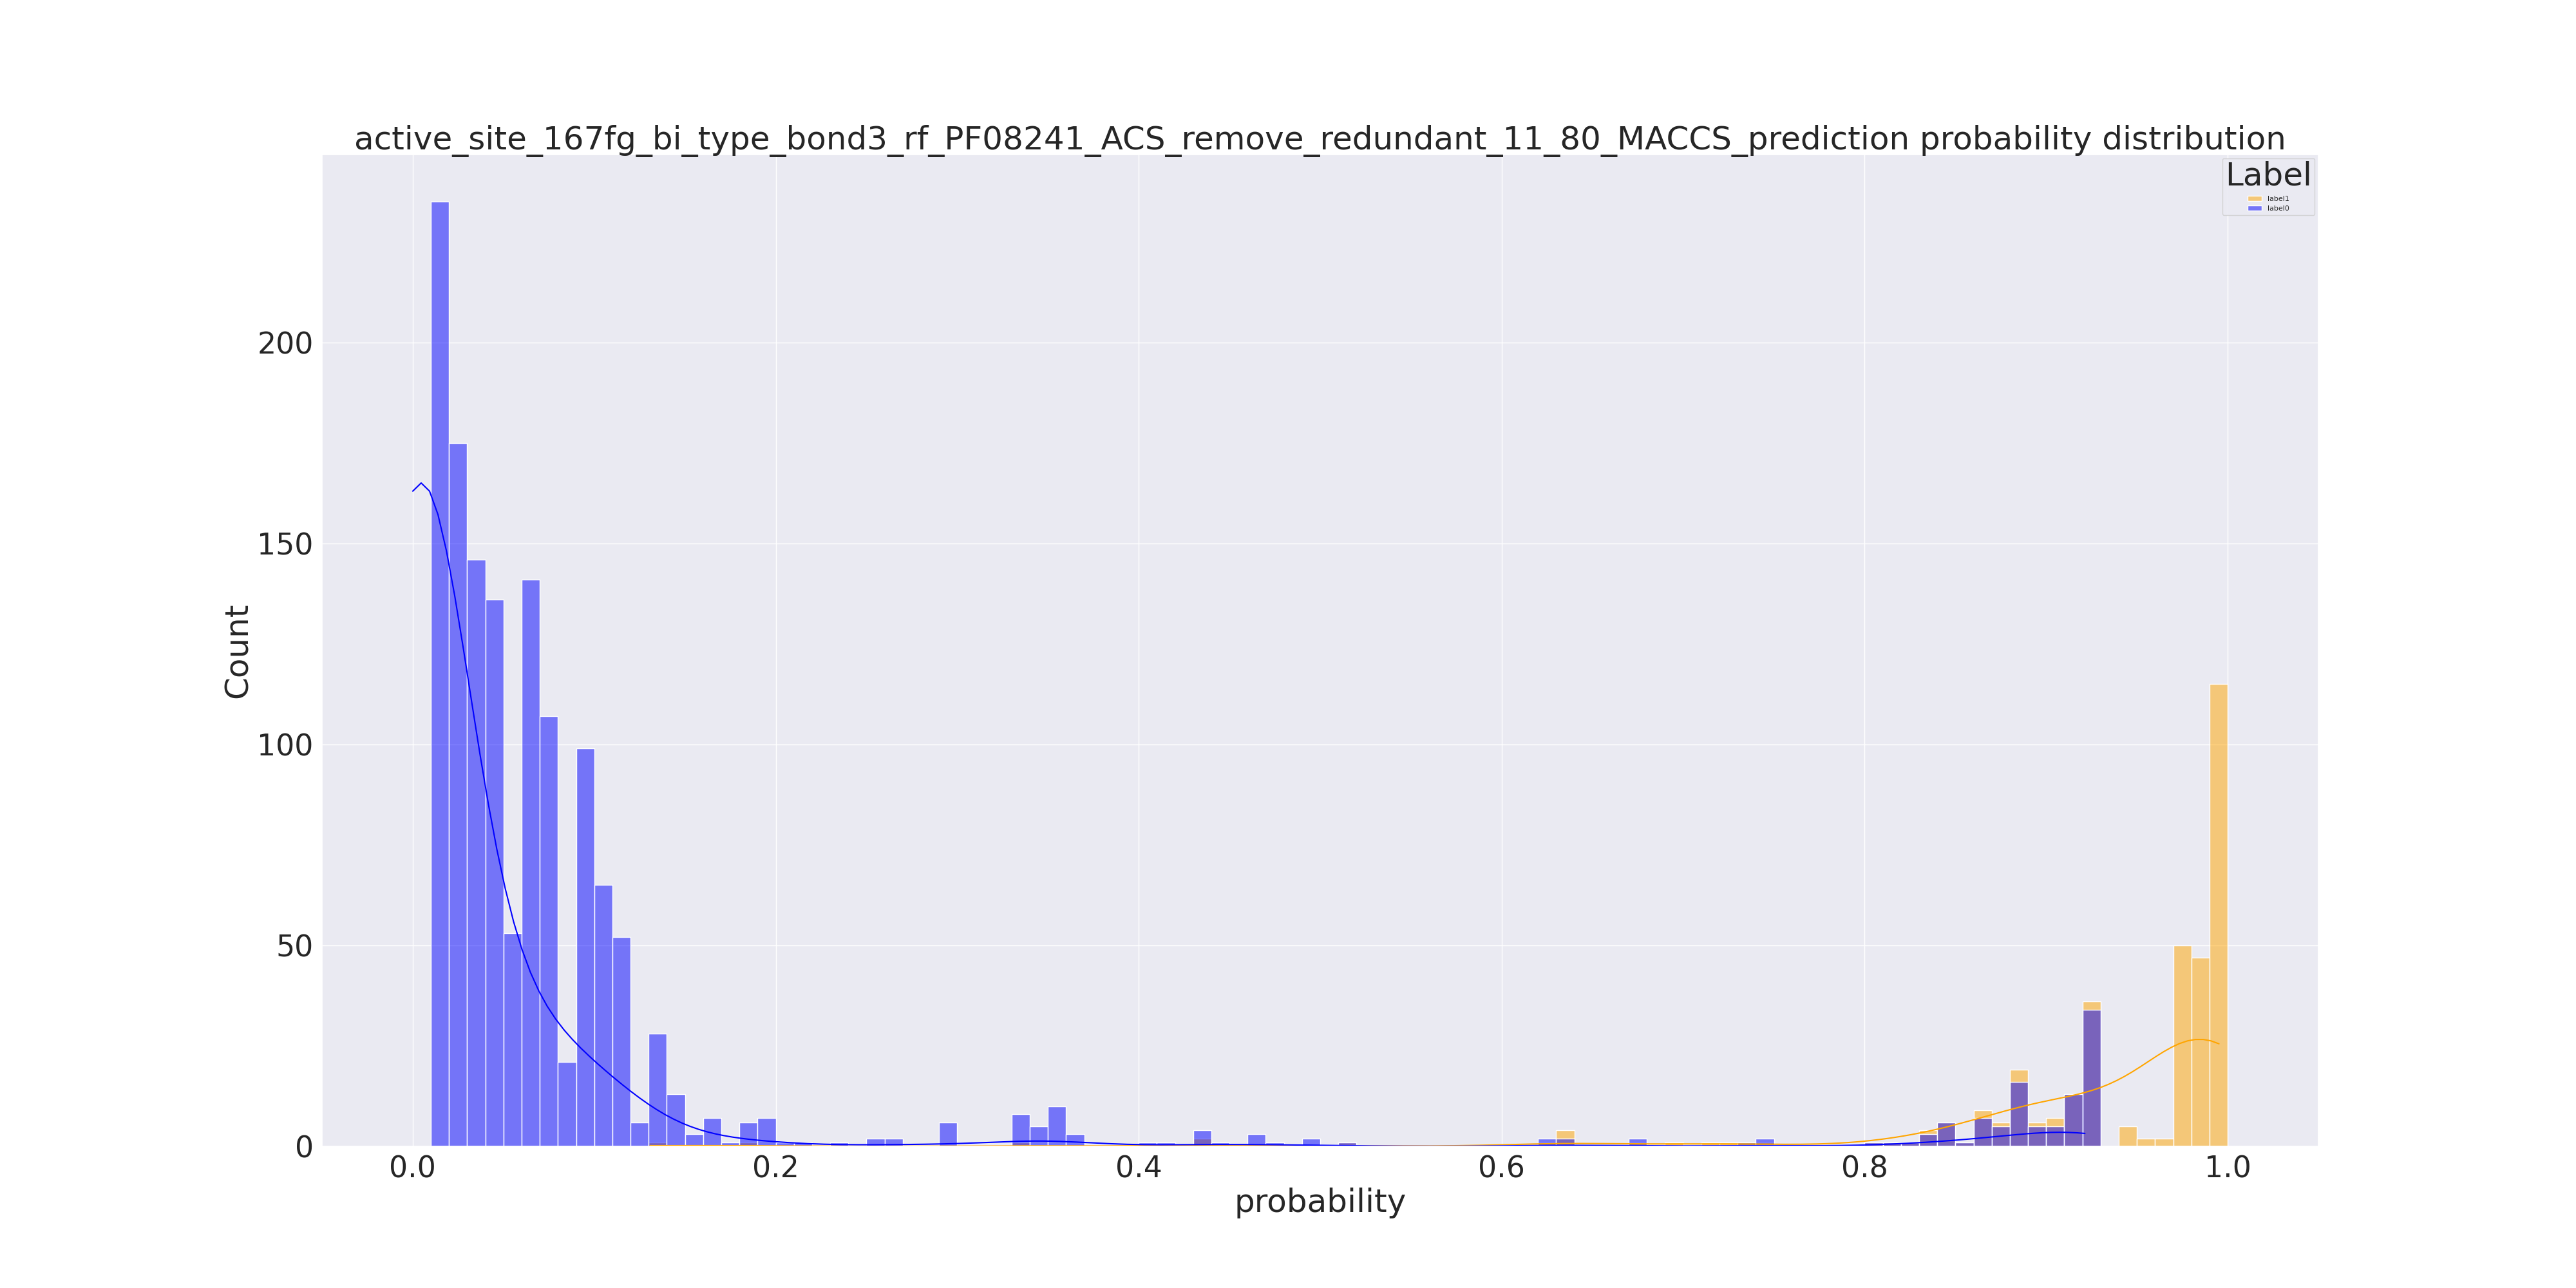 active_site_167fg_bi_type_bond3_rf_PF08241_ACS_remove_redundant_11_80_MACCS_prediction probability distribution
Label
label1
label0
200
150
100
50
0
Count
0.0 0.2 0.4 0.6 0.8 1.0
probability